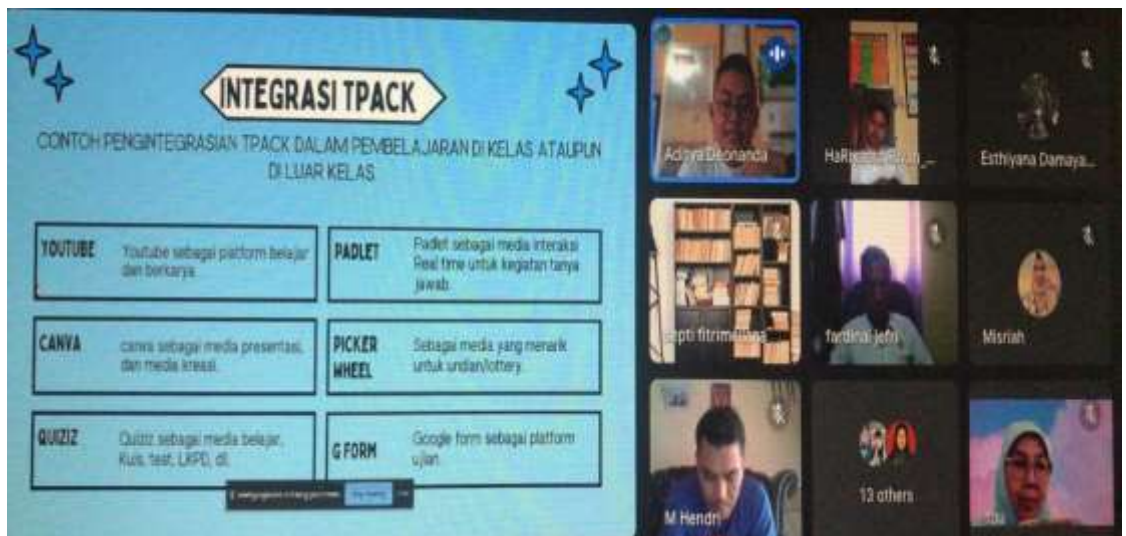 INTEGRASI TPACK
CONTOH PENGINTEGRASIAN TPACK DALAM PEMBELAJARAN DI KELAS ATAUPUN
DI LUAR KELAS
YOUTUBE
Youtube sebagai platform belajar
dan berkarya.
PADLET
Padlet sebagai media interaksi
Real time untuk kegiatan tanya
jawab.
CANVA
canva sebagai media presentasi,
dan media kreasi.
PICKER
WHEEL
Sebagai media yang menarik
untuk undian/lottery.
QUIZIZ
Quiziz sebagai media belajar,
Kuis, test, LKPD, dll.
G FORM
Google form sebagai platform
ujian.
Aditya Deonanda
Esthiyana Damaya...
septi fitrimeliana
fardinal jefri
Misriah
M Hendri
13 others